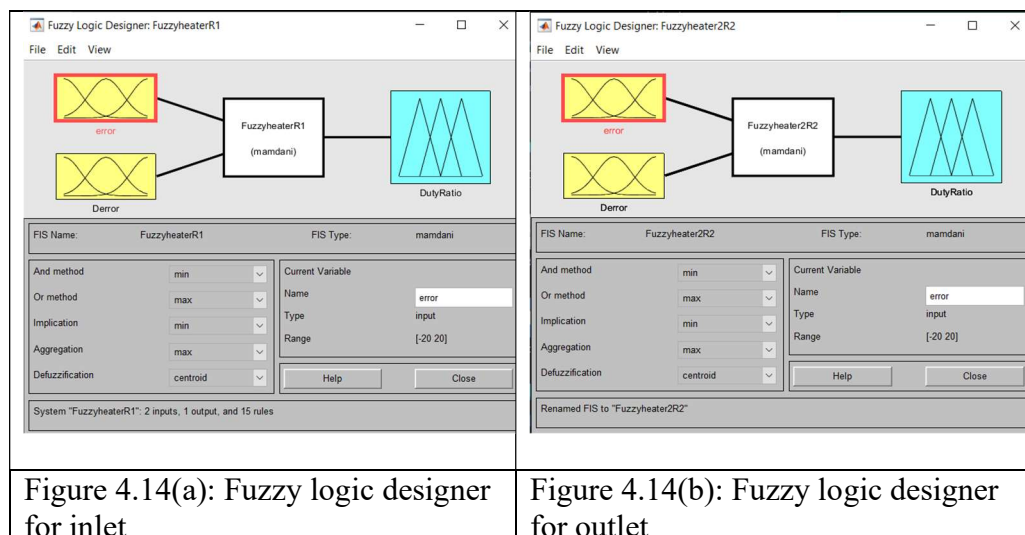 Fuzzy Logic Designer: FuzzyheaterR1
File Edit View
error
FuzzyheaterR1
(mamdani)
Derror
DutyRatio
FIS Name: FuzzyheaterR1 FIS Type: mamdani
And method min
Or method max
Implication min
Aggregation max
Defuzzification centroid
Current Variable
Name error
Type input
Range [-20 20]
Help Close
System "FuzzyheaterR1": 2 inputs, 1 output, and 15 rules
Figure 4.14(a): Fuzzy logic designer
for inlet
Fuzzy Logic Designer: Fuzzyheater2R2
File Edit View
error
Fuzzyheater2R2
(mamdani)
Derror
DutyRatio
FIS Name: Fuzzyheater2R2 FIS Type: mamdani
And method min
Or method max
Implication min
Aggregation max
Defuzzification centroid
Current Variable
Name error
Type input
Range [-20 20]
Help Close
Renamed FIS to "Fuzzyheater2R2"
Figure 4.14(b): Fuzzy logic designer
for outlet